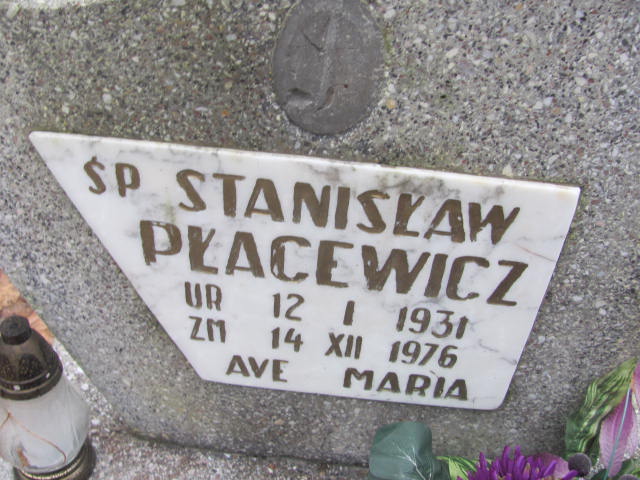 ŚP STANISŁAW
PŁACEWICZ
UR 12 I 1931
ZM 14 XII 1976
AVE MARIA